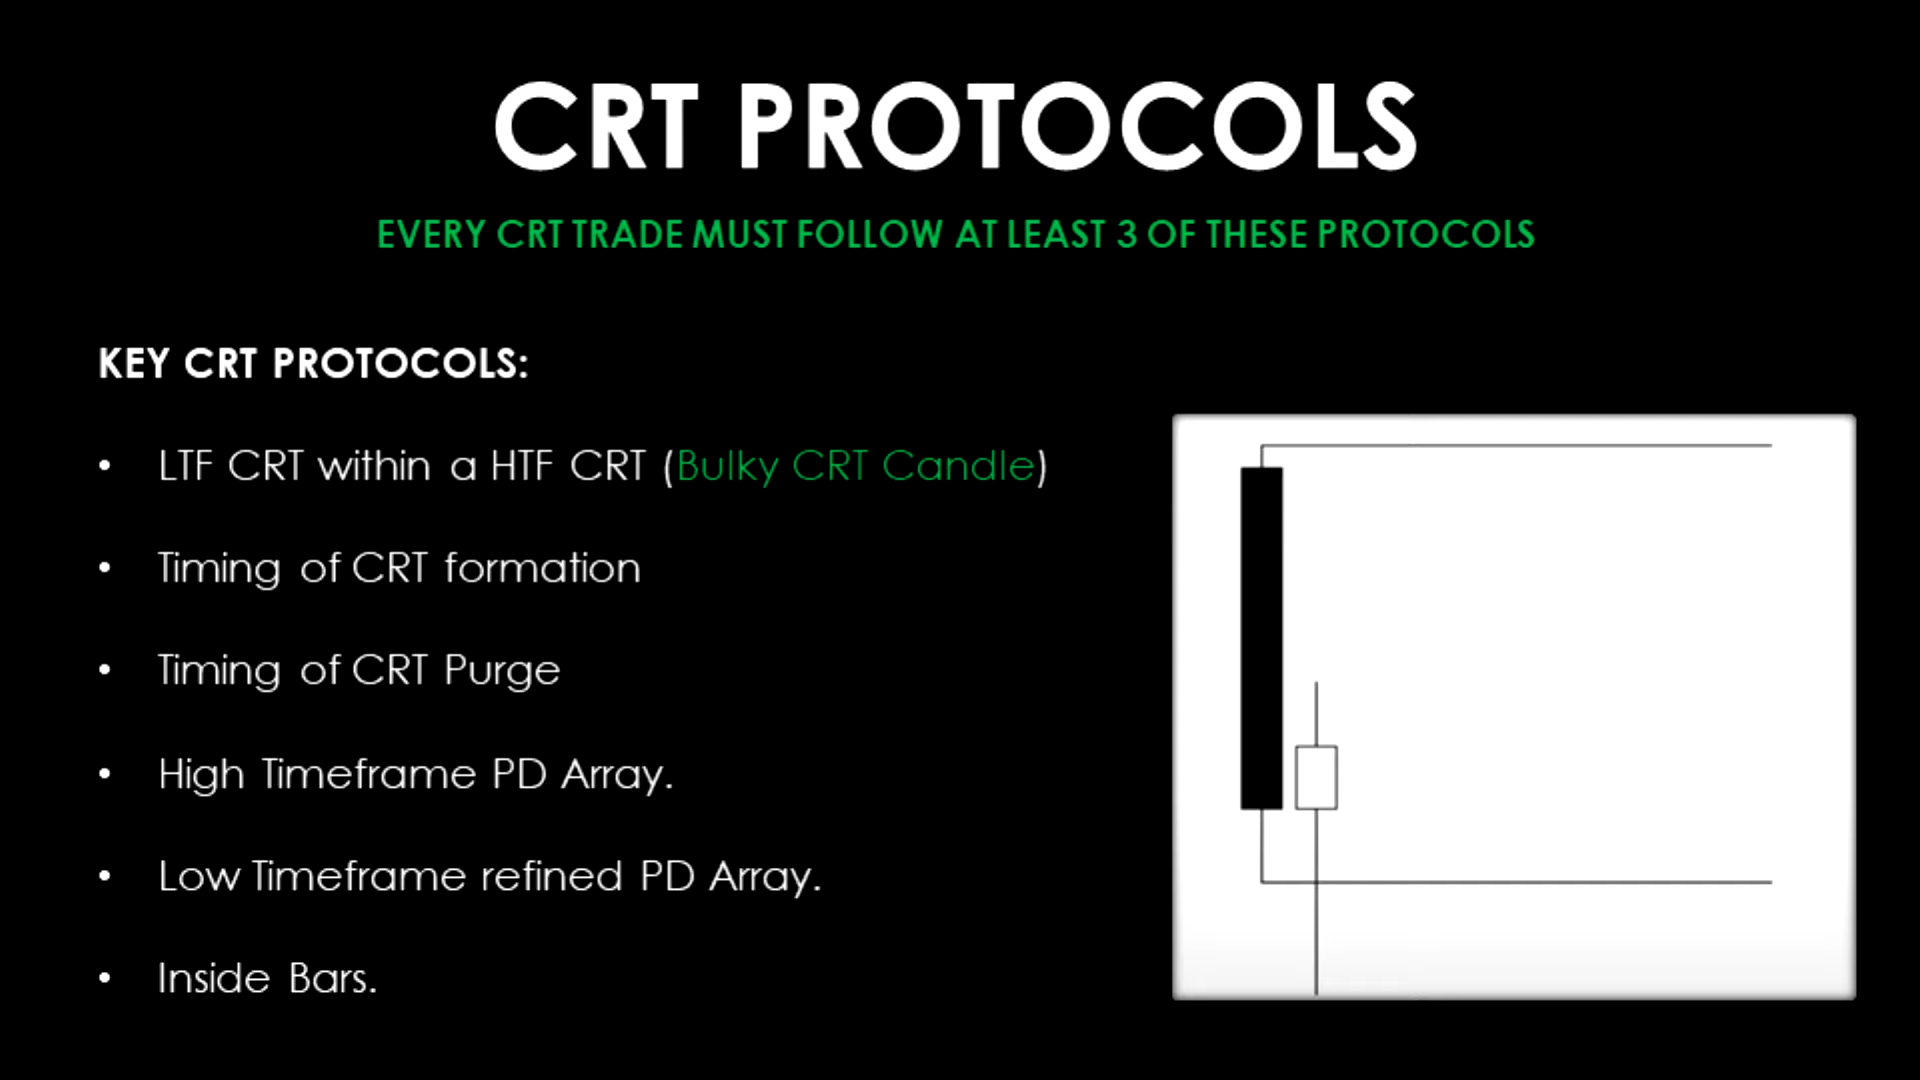 CRT PROTOCOLS
EVERY CRT TRADE MUST FOLLOW AT LEAST 3 OF THESE PROTOCOLS
KEY CRT PROTOCOLS:
• LTF CRT within a HTF CRT (Bulky CRT Candle)
• Timing of CRT formation
• Timing of CRT Purge
• High Timeframe PD Array.
• Low Timeframe refined PD Array.
• Inside Bars.